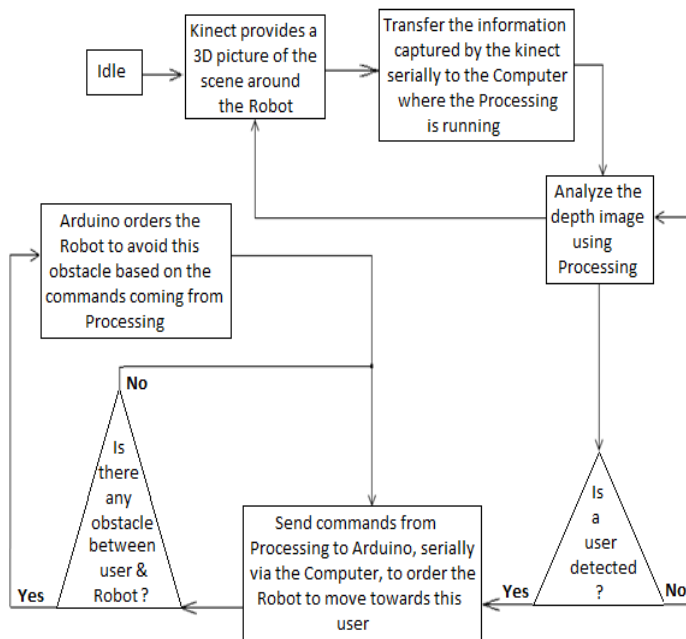 Idle
Kinect provides a
3D picture of the
scene around
the Robot
Transfer the information
captured by the kinect
serially to the Computer
where the Processing
is running
Analyze the
depth image
using
Processing
Arduino orders the
Robot to avoid this
obstacle based on the
commands coming from
Processing
No
Is
there
any
obstacle
between
user &
Robot ?
Yes
Send commands from
Processing to Arduino, serially
via the Computer, to order the
Robot to move towards this
user
Yes
Is
a
user
detected
?
No